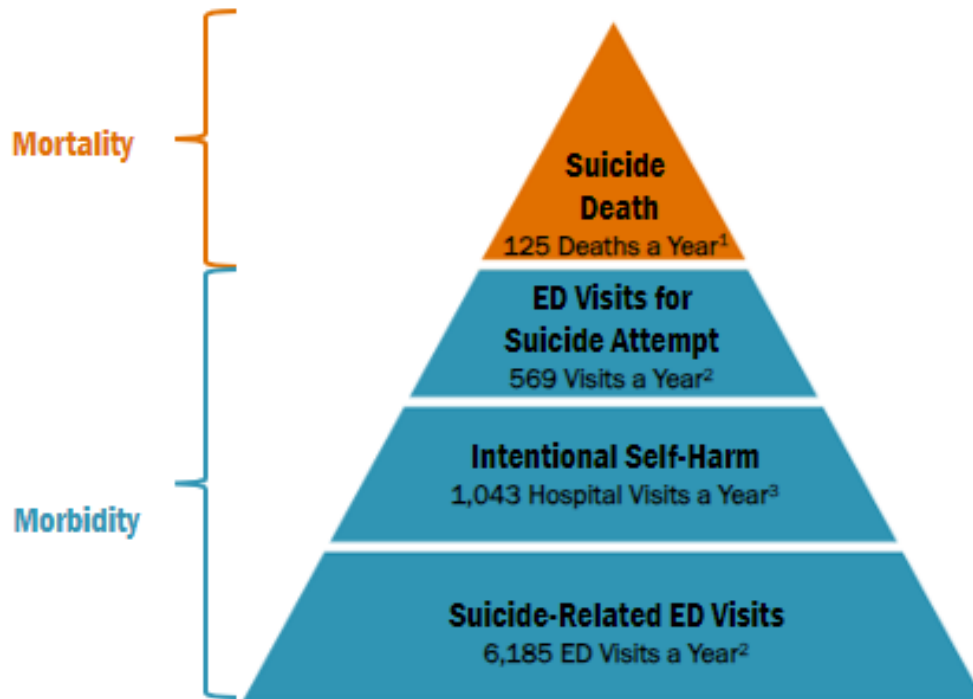 Mortality
Suicide
Death
125 Deaths a Year¹
ED Visits for
Suicide Attempt
569 Visits a Year²
Intentional Self-Harm
1,043 Hospital Visits a Year³
Morbidity
Suicide-Related ED Visits
6,185 ED Visits a Year²